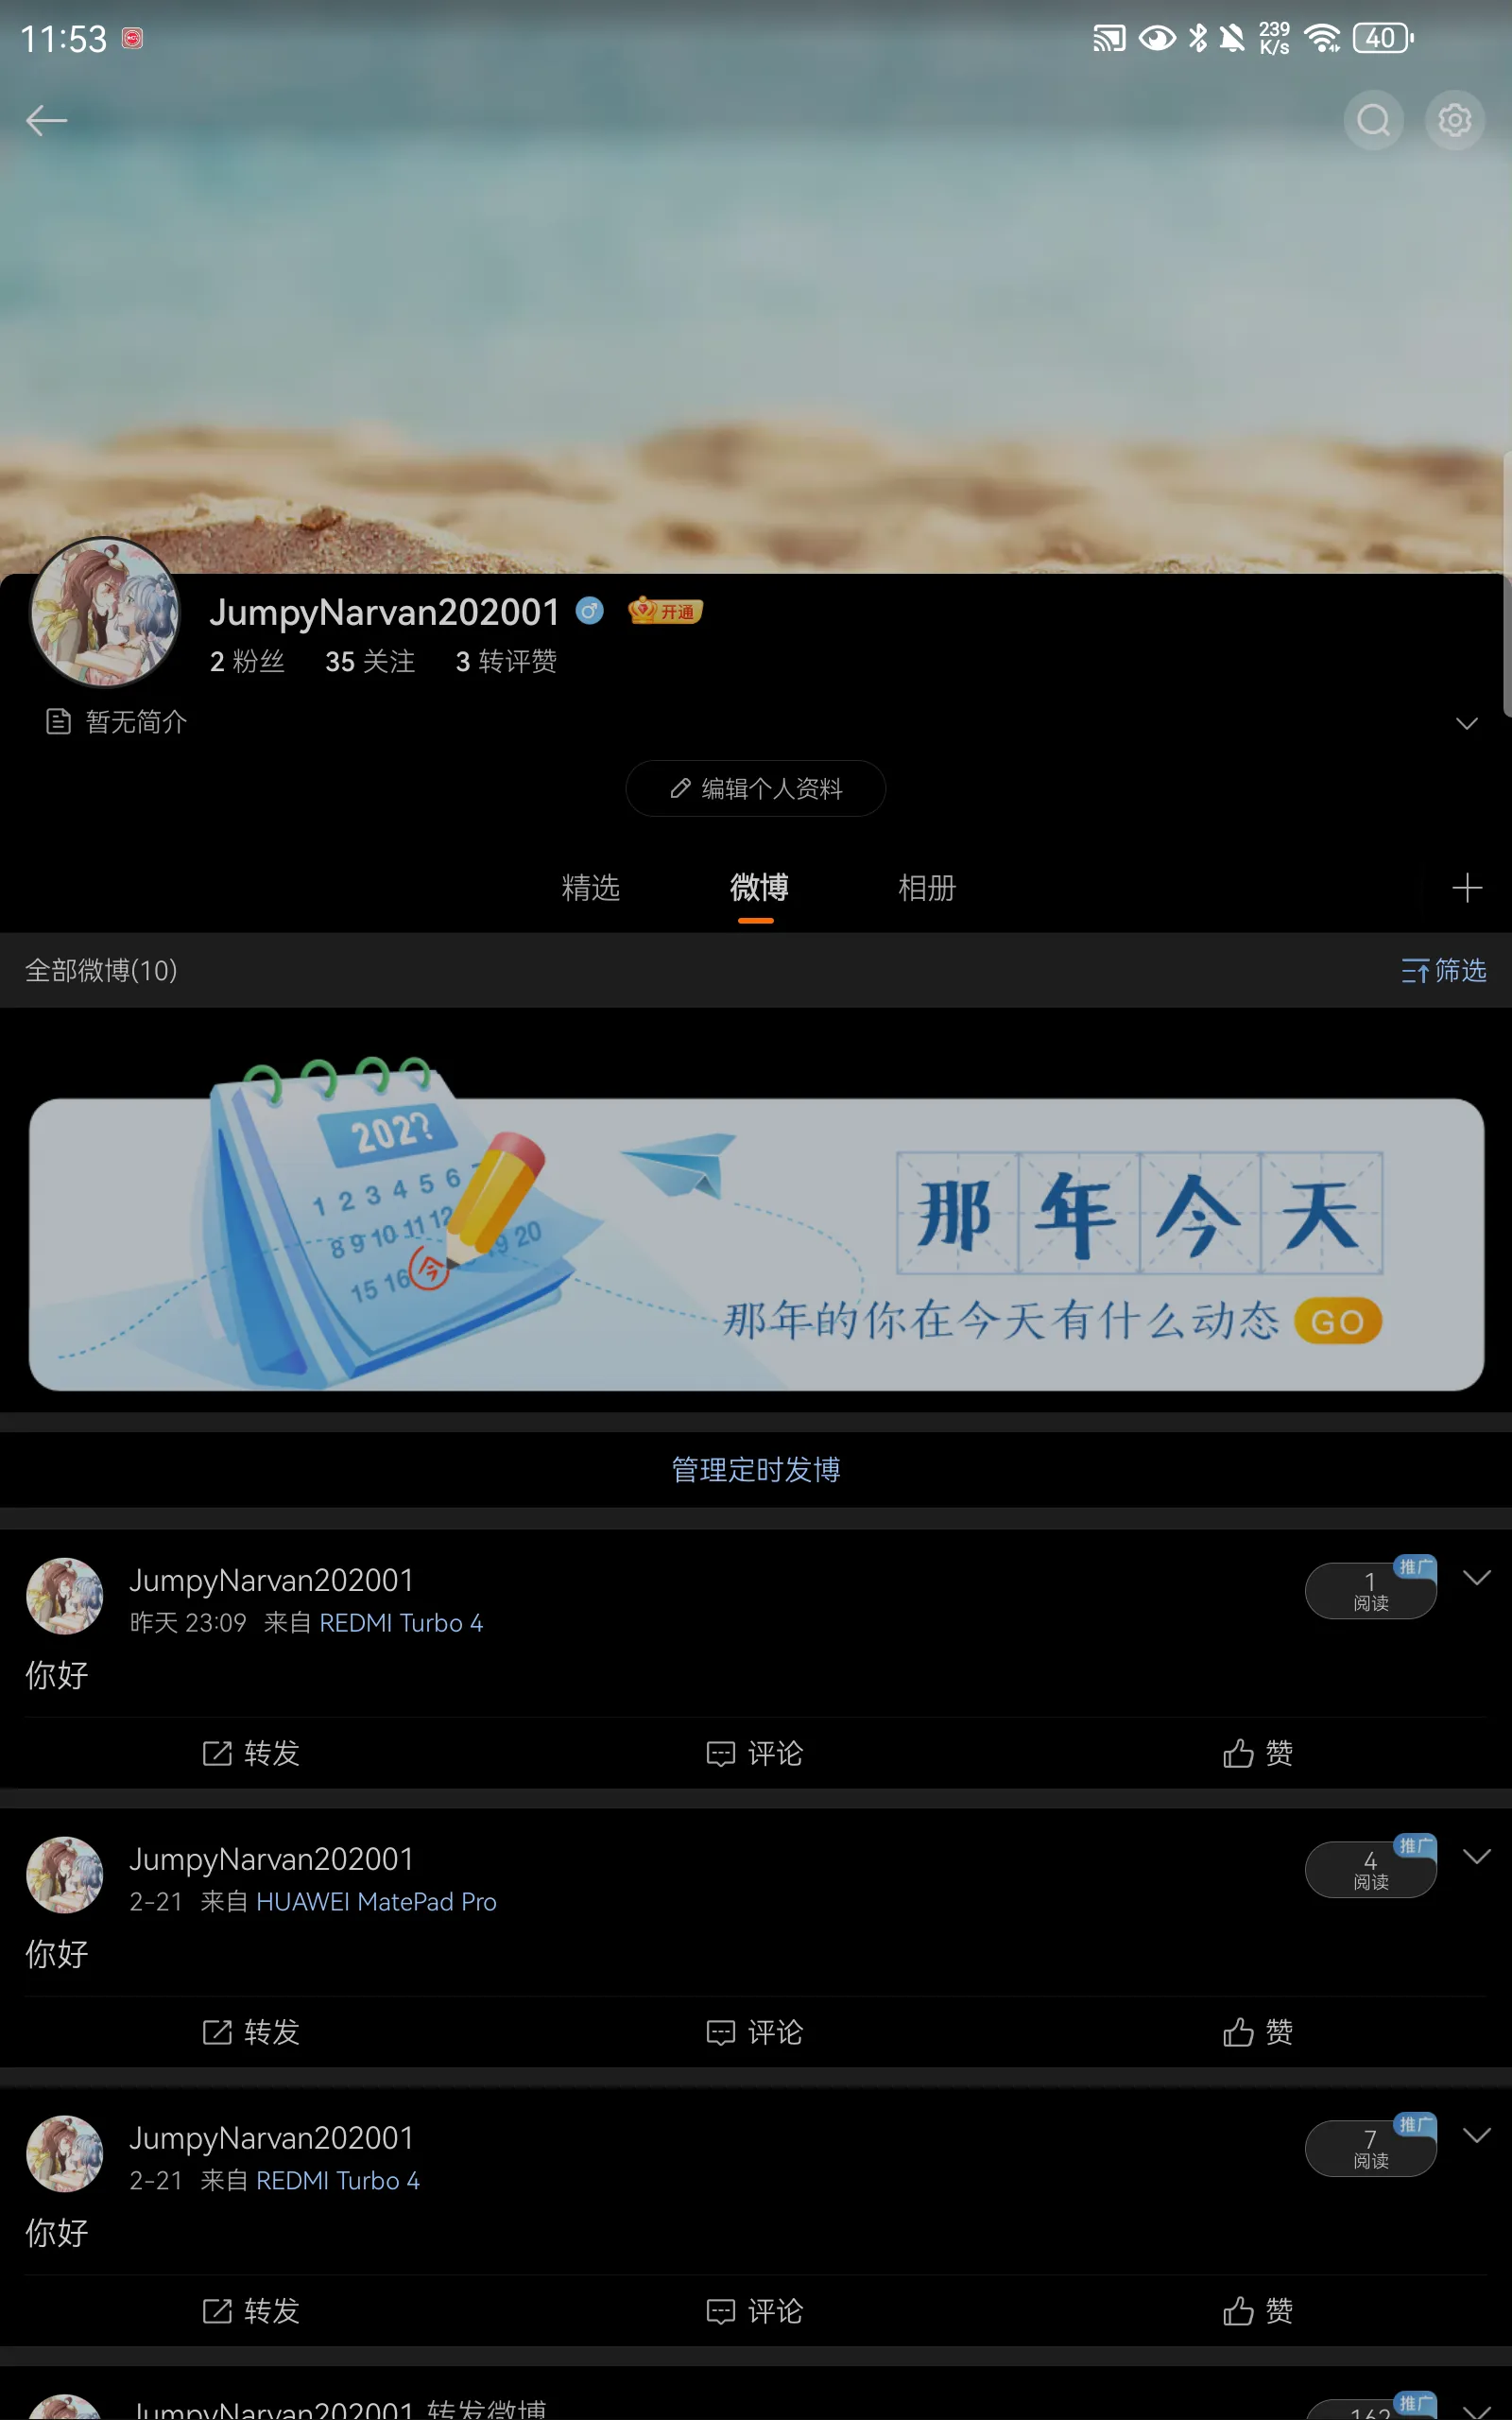 11:53
239 K/s
40
JumpyNarvan202001 开通
2 粉丝 35 关注 3 转评赞
暂无简介
编辑个人资料
精选 微博 相册
全部微博(10) 筛选
202?
1 2 3 4 5 6 7
8 9 10 11 12
9 20
15 16 今
那年今天
那年的你在今天有什么动态 GO
管理定时发博
JumpyNarvan202001
昨天 23:09 来自 REDMI Turbo 4
推广
1
阅读
你好
转发 评论 赞
JumpyNarvan202001
2-21 来自 HUAWEI MatePad Pro
推广
4
阅读
你好
转发 评论 赞
JumpyNarvan202001
2-21 来自 REDMI Turbo 4
推广
7
阅读
你好
转发 评论 赞
JumpyNarvan202001 转发微博
推广
162